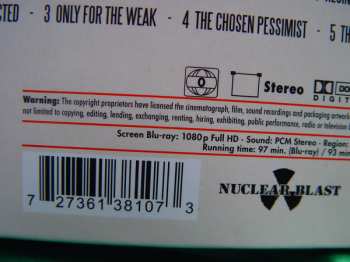 CTED · 3 ONLY FOR THE WEAK · 4 THE CHOSEN PESSIMIST · 5 TH
0
Stereo
DIGIT
Warning: The copyright proprietors have licensed the cinematograph, film, sound recordings and packaging artwork
not limited to copying, editing, lending, exchanging, renting, hiring, exhibiting, public performance, radio or television b
Screen Blu-ray: 1080p Full HD · Sound: PCM Stereo · Region:
Running time: 97 min. (Blu-ray) / 93 min
7 27361 38107 3
NUCLEAR BLAST